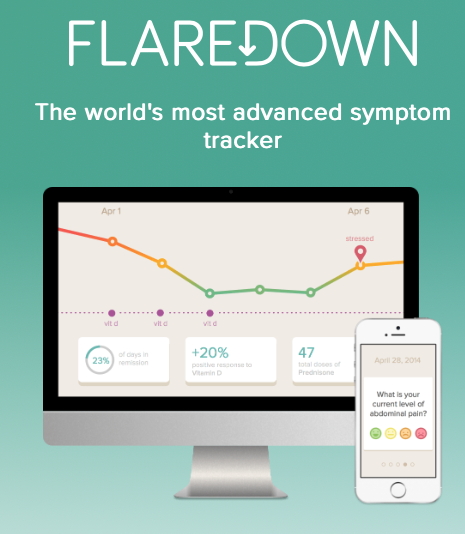 FLAREDOWN
The world's most advanced symptom
tracker
Apr 1
Apr 6
stressed
vit d
vit d
vit d
23%
of days in
remission
+20%
positive response to
Vitamin D
47
total doses of
Prednisone
April 28, 2014
What is your
current level of
abdominal pain?